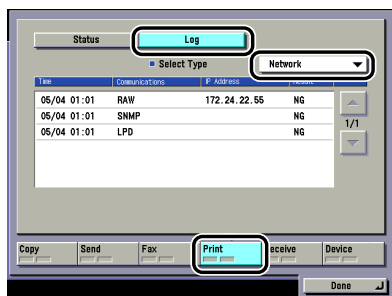 Status Log
Select Type Network
Time Communications IP Address
05/04 01:01 RAW 172.24.22.55 NG
05/04 01:01 SNMP NG
05/04 01:01 LPD NG
1/1
Copy Send Fax Print Receive Device
Done